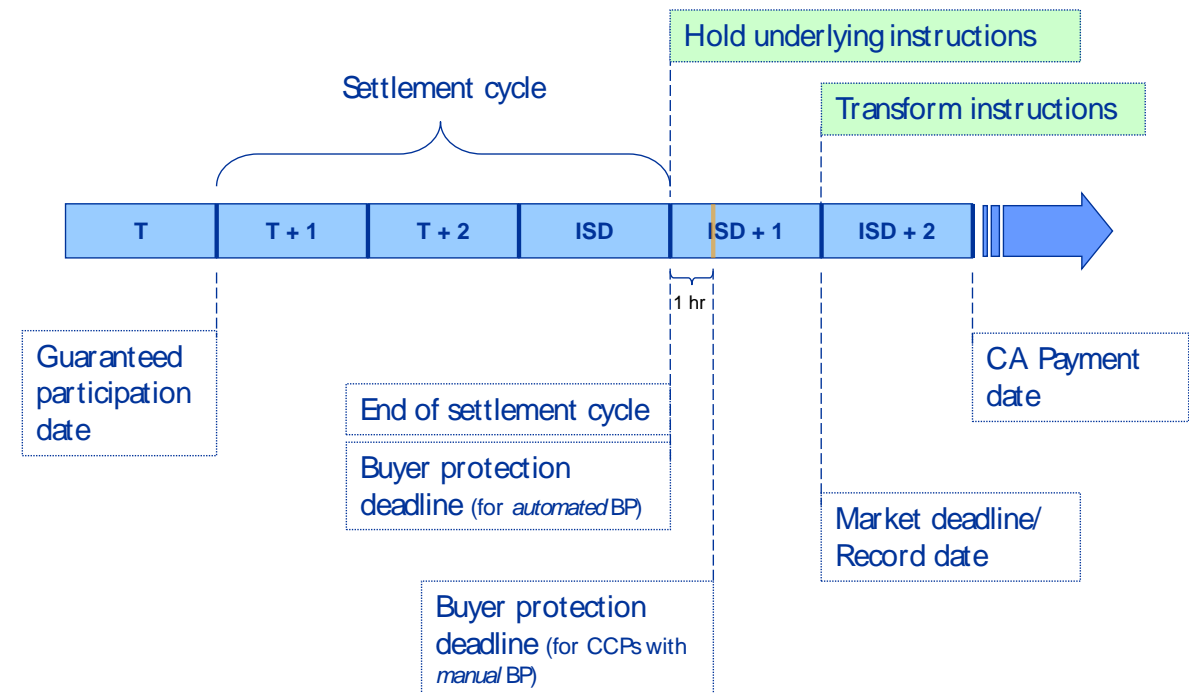 Hold underlying instructions
Settlement cycle
Transform instructions
T
T + 1
T + 2
ISD
ISD + 1
ISD + 2
1 hr
Guaranteed
participation
date
End of settlement cycle
Buyer protection
deadline (for automated BP)
CA Payment
date
Market deadline/
Record date
Buyer protection
deadline (for CCPs with
manual BP)